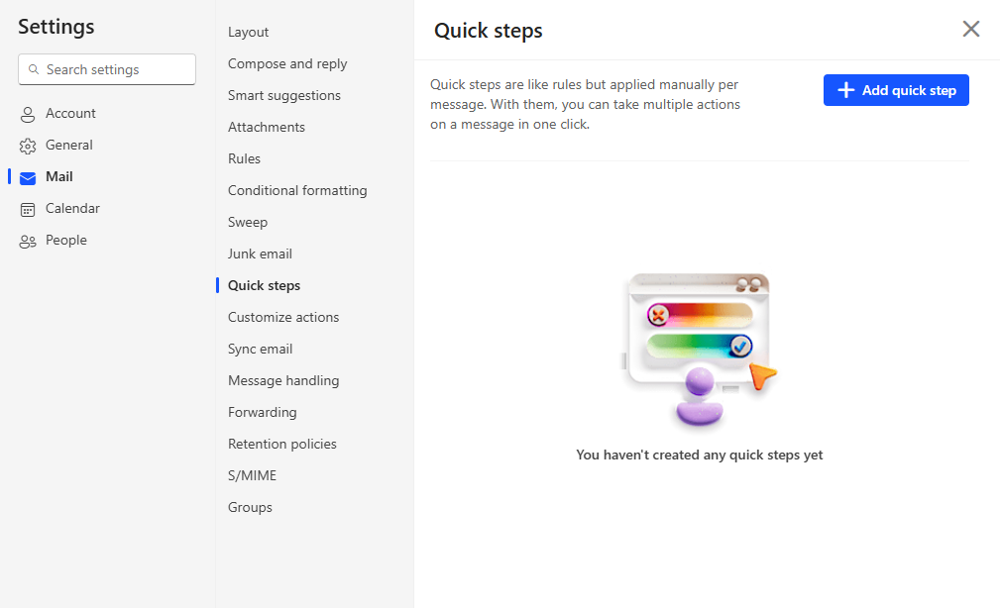 Settings
Search settings
Account
General
Mail
Calendar
People
Layout
Compose and reply
Smart suggestions
Attachments
Rules
Conditional formatting
Sweep
Junk email
Quick steps
Customize actions
Sync email
Message handling
Forwarding
Retention policies
S/MIME
Groups
Quick steps
Quick steps are like rules but applied manually per
message. With them, you can take multiple actions
on a message in one click.
Add quick step
You haven't created any quick steps yet